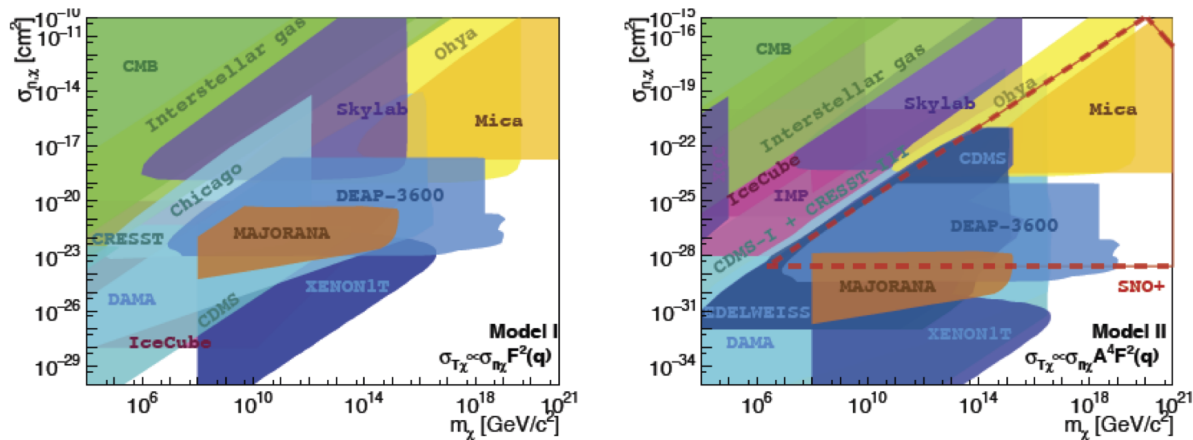 σₙ,χ [cm²]
10⁻¹⁰
10⁻¹¹
10⁻¹⁴
10⁻¹⁷
10⁻²⁰
10⁻²³
10⁻²⁶
10⁻²⁹
CMB
Interstellar gas
Ohya
Skylab
Mica
Chicago
DEAP-3600
MAJORANA
CRESST
XENON1T
DAMA
CDMS
IceCube
Model I
σTχ∝σnχF²(q)
10⁶
10¹⁰
10¹⁴
10¹⁸
10²¹
mχ [GeV/c²]
σₙ,χ [cm²]
10⁻¹⁵
10⁻¹⁶
10⁻¹⁹
10⁻²²
10⁻²⁵
10⁻²⁸
10⁻³¹
10⁻³⁴
CMB
Interstellar gas
Skylab
Ohya
Mica
CDMS
IceCube
IMP
CDMS-I + CRESST-III
DEAP-3600
MAJORANA
SNO+
EDELWEISS
XENON1T
DAMA
Model II
σTχ∝σnχA⁴F²(q)
10⁶
10¹⁰
10¹⁴
10¹⁸
10²¹
mχ [GeV/c²]